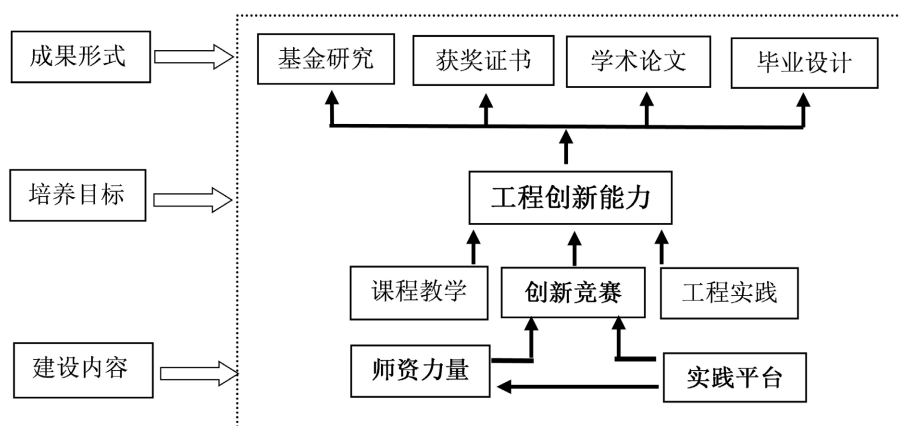 成果形式
基金研究
获奖证书
学术论文
毕业设计
培养目标
工程创新能力
课程教学
创新竞赛
工程实践
建设内容
师资力量
实践平台